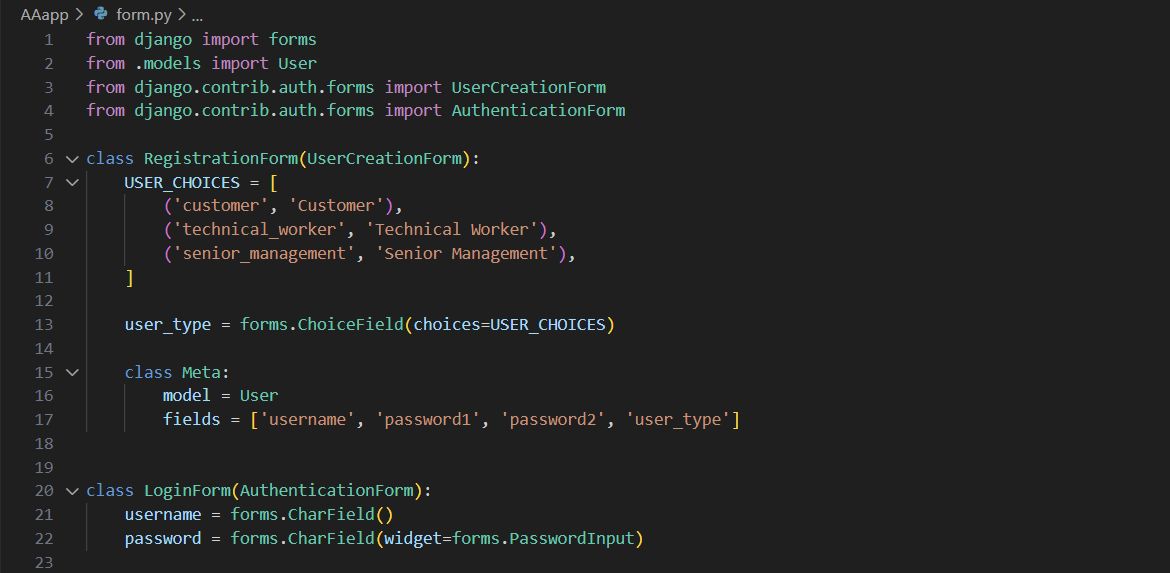 AAapp > form.py > ...
1 from django import forms
2 from .models import User
3 from django.contrib.auth.forms import UserCreationForm
4 from django.contrib.auth.forms import AuthenticationForm
5
6 class RegistrationForm(UserCreationForm):
7     USER_CHOICES = [
8         ('customer', 'Customer'),
9         ('technical_worker', 'Technical Worker'),
10         ('senior_management', 'Senior Management'),
11     ]
12
13     user_type = forms.ChoiceField(choices=USER_CHOICES)
14
15     class Meta:
16         model = User
17         fields = ['username', 'password1', 'password2', 'user_type']
18
19
20 class LoginForm(AuthenticationForm):
21     username = forms.CharField()
22     password = forms.CharField(widget=forms.PasswordInput)
23